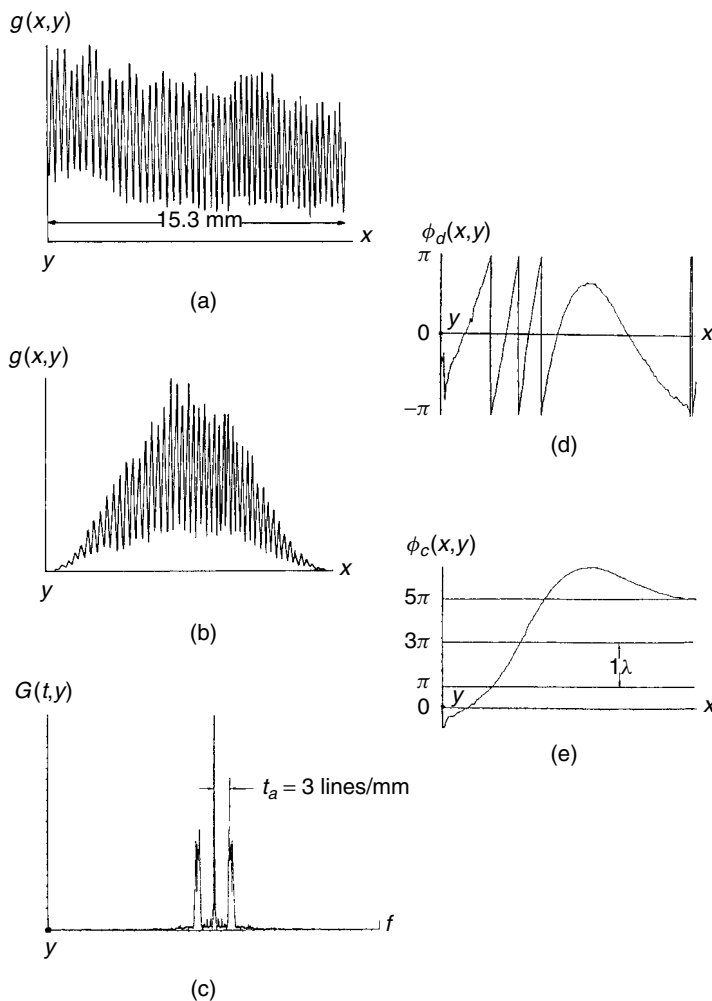 g(x,y)
15.3 mm
x
y
(a)
g(x,y)
x
y
(b)
G(t,y)
t_a = 3 lines/mm
f
y
(c)
ϕ_d(x,y)
π
y
0
x
−π
(d)
ϕ_c(x,y)
5π
3π
1λ
π
y
0
x
(e)